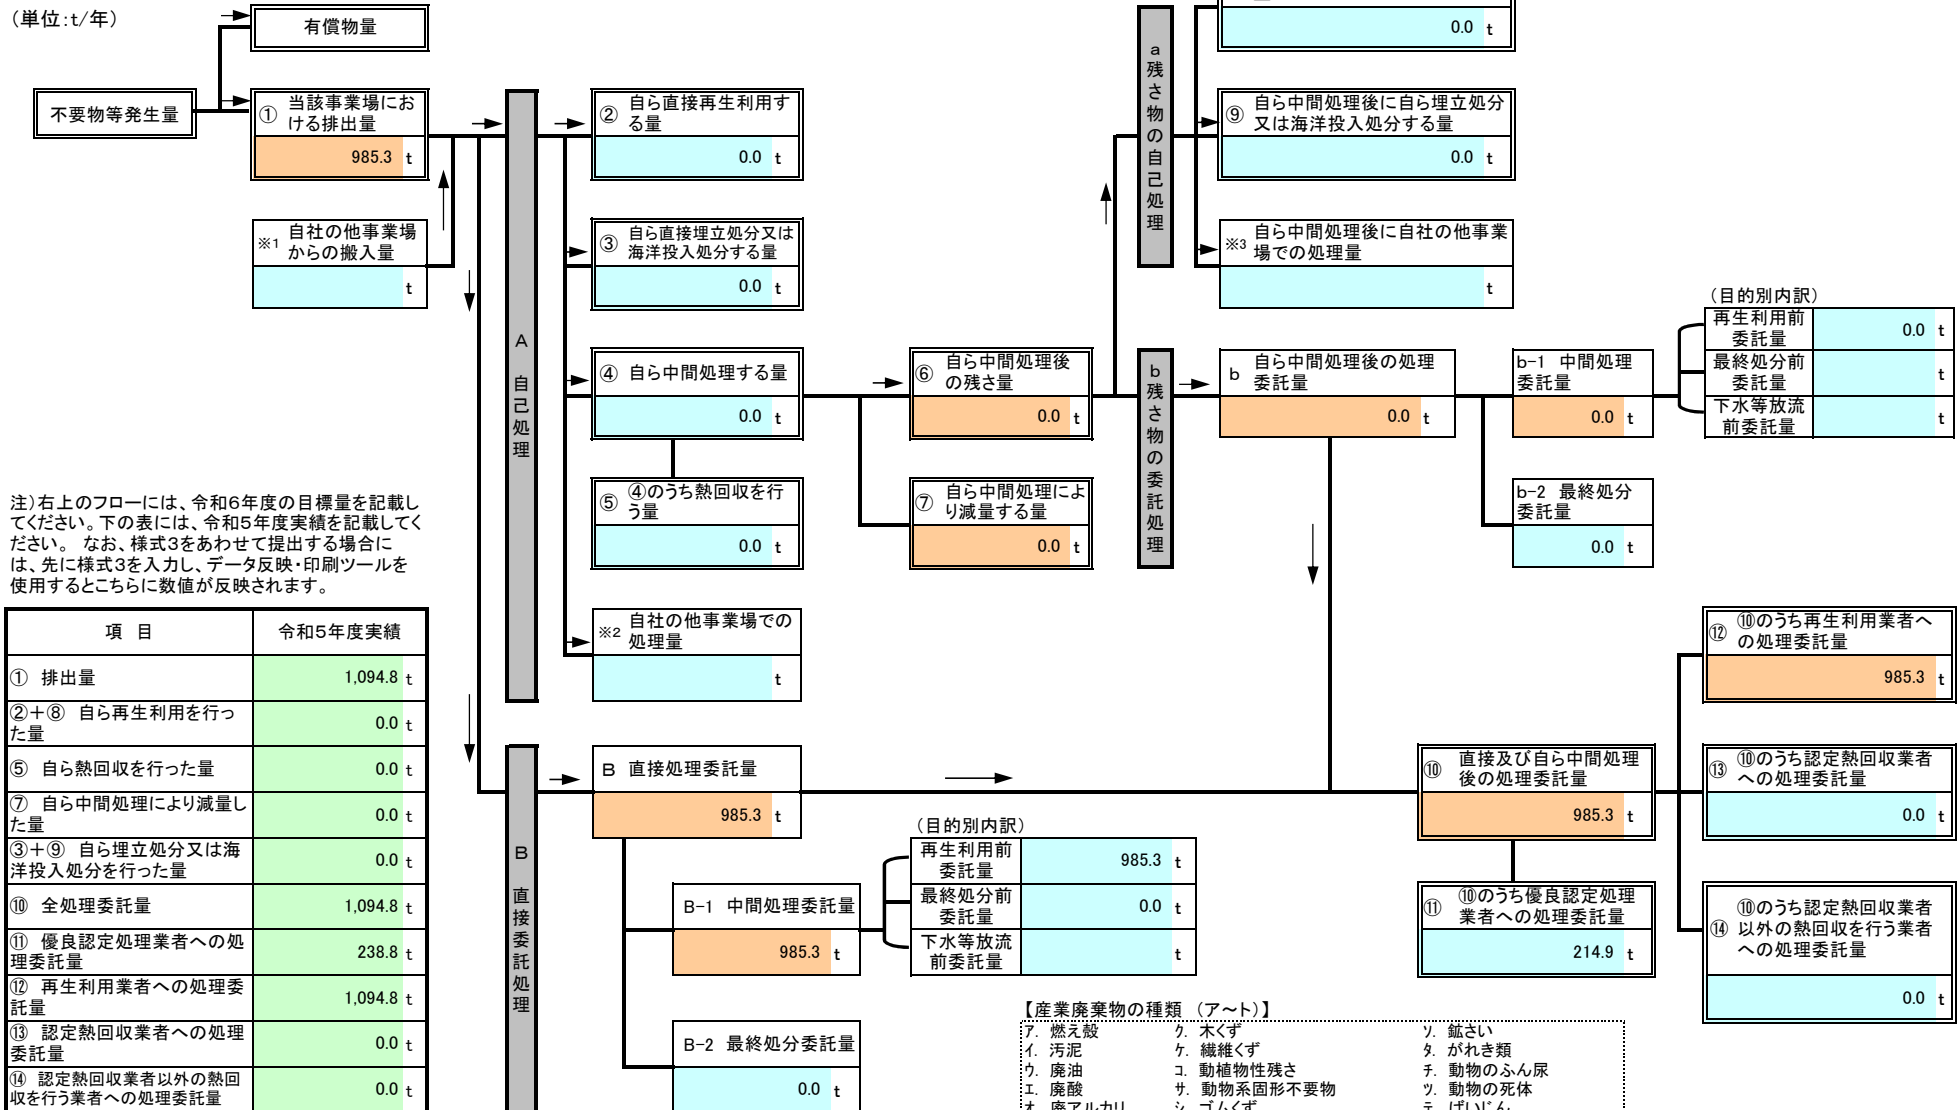 （単位：t/年）
有償物量
不要物等発生量
① 当該事業場にお
ける排出量
985.3 t
※1 自社の他事業場
からの搬入量
t
A 自己処理
② 自ら直接再生利用す
る量
0.0 t
③ 自ら直接埋立処分又は
海洋投入処分する量
0.0 t
④ 自ら中間処理する量
0.0 t
⑤ ④のうち熱回収を行
う量
0.0 t
※2 自社の他事業場での
処理量
t
⑥ 自ら中間処理後
の残さ量
0.0 t
⑦ 自ら中間処理によ
り減量する量
0.0 t
a 残さ物の自己処理
0.0 t
⑨ 自ら中間処理後に自ら埋立処分
又は海洋投入処分する量
0.0 t
※3 自ら中間処理後に自社の他事業
場での処理量
t
b 残さ物の委託処理
b 自ら中間処理後の処理
委託量
0.0 t
b-1 中間処理
委託量
0.0 t
（目的別内訳）
再生利用前
委託量
0.0 t
最終処分前
委託量
t
下水等放流
前委託量
t
b-2 最終処分
委託量
0.0 t
注）右上のフローには、令和６年度の目標量を記載し
てください。下の表には、令和５年度実績を記載してく
ださい。 なお、様式３をあわせて提出する場合に
は、先に様式３を入力し、データ反映・印刷ツールを
使用するとこちらに数値が反映されます。
項 目 令和５年度実績
① 排出量 1,094.8 t
②＋⑧ 自ら再生利用を行っ
た量
0.0 t
⑤ 自ら熱回収を行った量 0.0 t
⑦ 自ら中間処理により減量し
た量
0.0 t
③＋⑨ 自ら埋立処分又は海
洋投入処分を行った量
0.0 t
⑩ 全処理委託量 1,094.8 t
⑪ 優良認定処理業者への処
理委託量
238.8 t
⑫ 再生利用業者への処理委
託量
1,094.8 t
⑬ 認定熱回収業者への処理
委託量
0.0 t
⑭ 認定熱回収業者以外の熱回
収を行う業者への処理委託量
0.0 t
B 直接委託処理
B 直接処理委託量
985.3 t
B-1 中間処理委託量
985.3 t
（目的別内訳）
再生利用前
委託量
985.3 t
最終処分前
委託量
0.0 t
下水等放流
前委託量
t
B-2 最終処分委託量
0.0 t
⑩ 直接及び自ら中間処理
後の処理委託量
985.3 t
⑪ ⑩のうち優良認定処理
業者への処理委託量
214.9 t
⑫ ⑩のうち再生利用業者へ
の処理委託量
985.3 t
⑬ ⑩のうち認定熱回収業者
への処理委託量
0.0 t
⑭ ⑩のうち認定熱回収業者
以外の熱回収を行う業者
への処理委託量
0.0 t
【産業廃棄物の種類 （ア～ト）】
ア. 燃え殻 ク. 木くず ソ. 鉱さい
イ. 汚泥 ケ. 繊維くず タ. がれき類
ウ. 廃油 コ. 動植物性残さ チ. 動物のふん尿
エ. 廃酸 サ. 動物系固形不要物 ツ. 動物の死体
オ. 廃アルカリ シ. ゴムくず テ. ばいじん